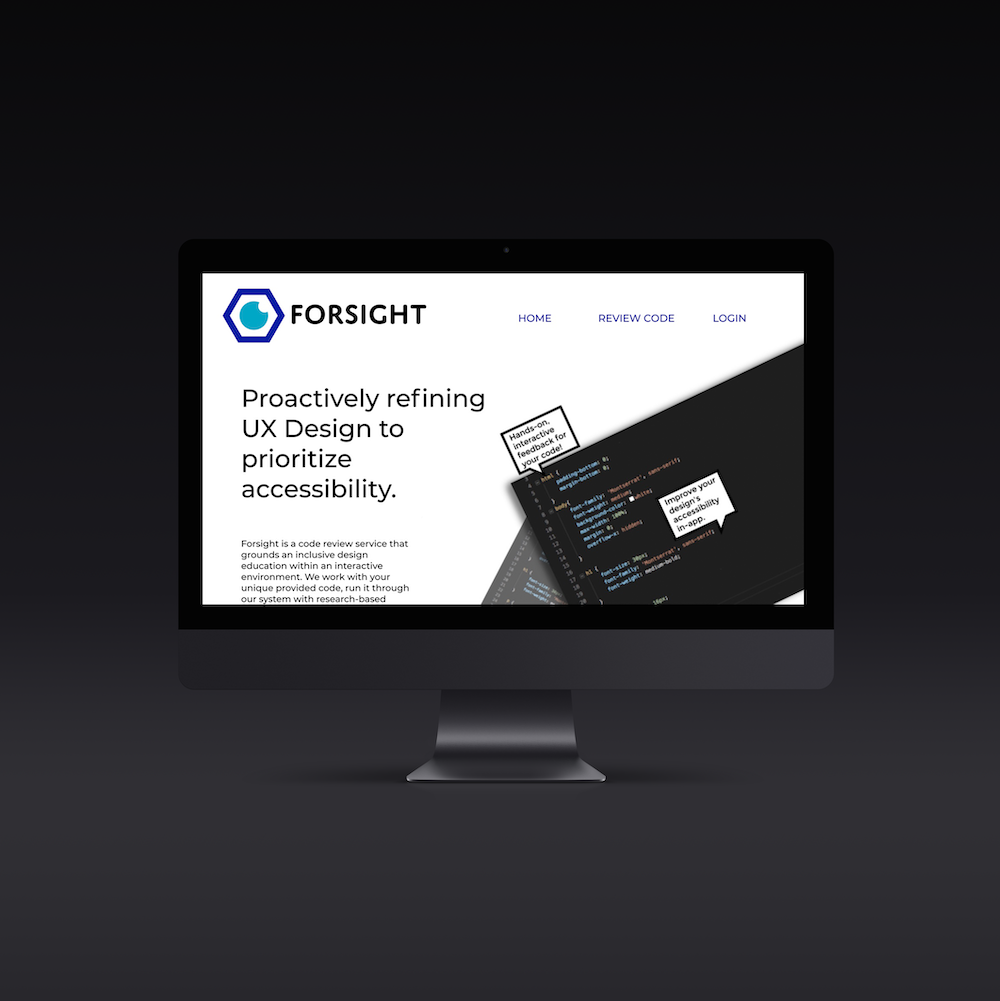 FORSIGHT
HOME
REVIEW CODE
LOGIN
Proactively refining
UX Design to
prioritize
accessibility.
Forsight is a code review service that
grounds an inclusive design
education within an interactive
environment. We work with your
unique provided code, run it through
our system with research-based
Hands-on,
interactive
feedback for
your code!
html {
padding-bottom: 0;
margin-bottom: 0;
}
body{
font-family: 'Montserrat', sans-serif;
font-weight: medium;
background-color: white;
max-width: 100%;
margin: 0;
overflow-x: hidden;
}
h1 {
font-size: 30px;
font-family: 'Montserrat', sans-serif;
font-weight: medium-bold;
}
Improve your
design's
accessibility
in-app.